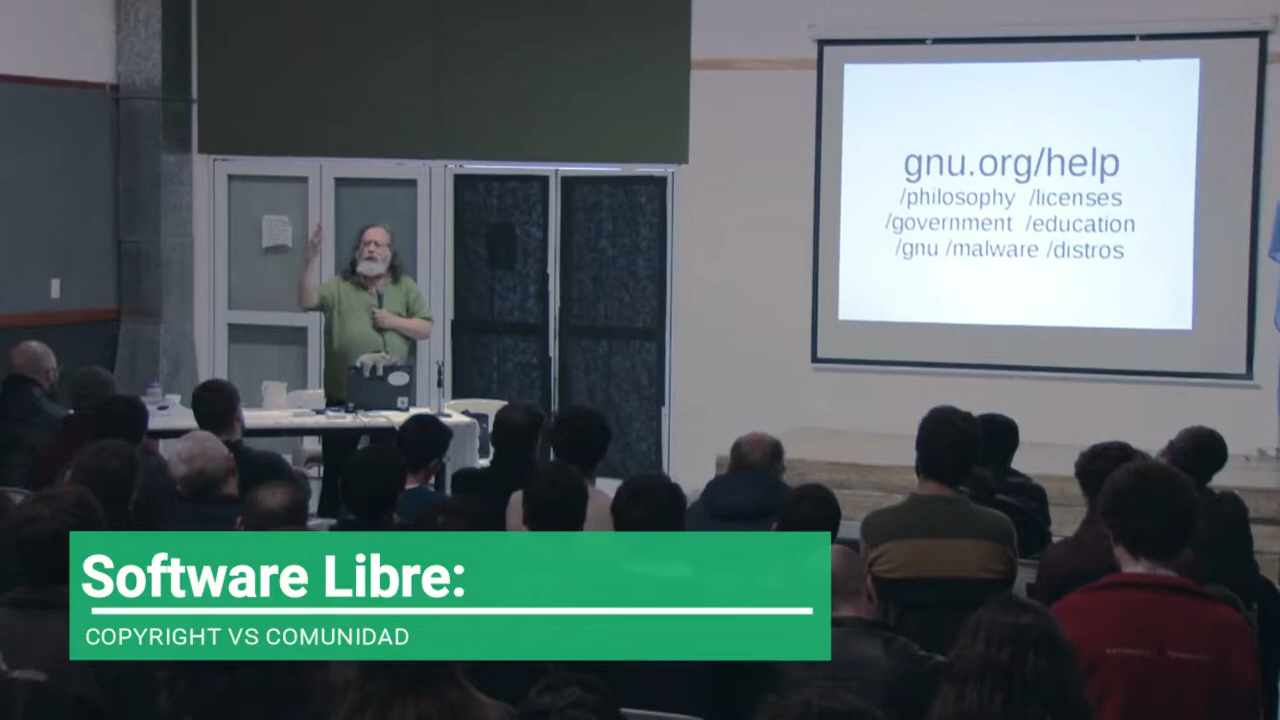 gnu.org/help
/philosophy /licenses
/government /education
/gnu /malware /distros
Software Libre:
COPYRIGHT VS COMUNIDAD